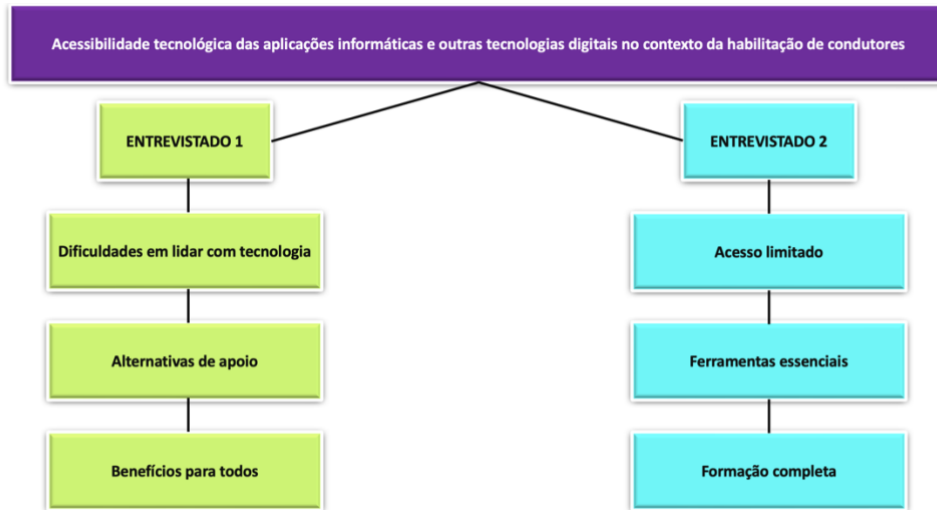 Acessibilidade tecnológica das aplicações informáticas e outras tecnologias digitais no contexto da habilitação de condutores
ENTREVISTADO 1
Dificuldades em lidar com tecnologia
Alternativas de apoio
Benefícios para todos
ENTREVISTADO 2
Acesso limitado
Ferramentas essenciais
Formação completa